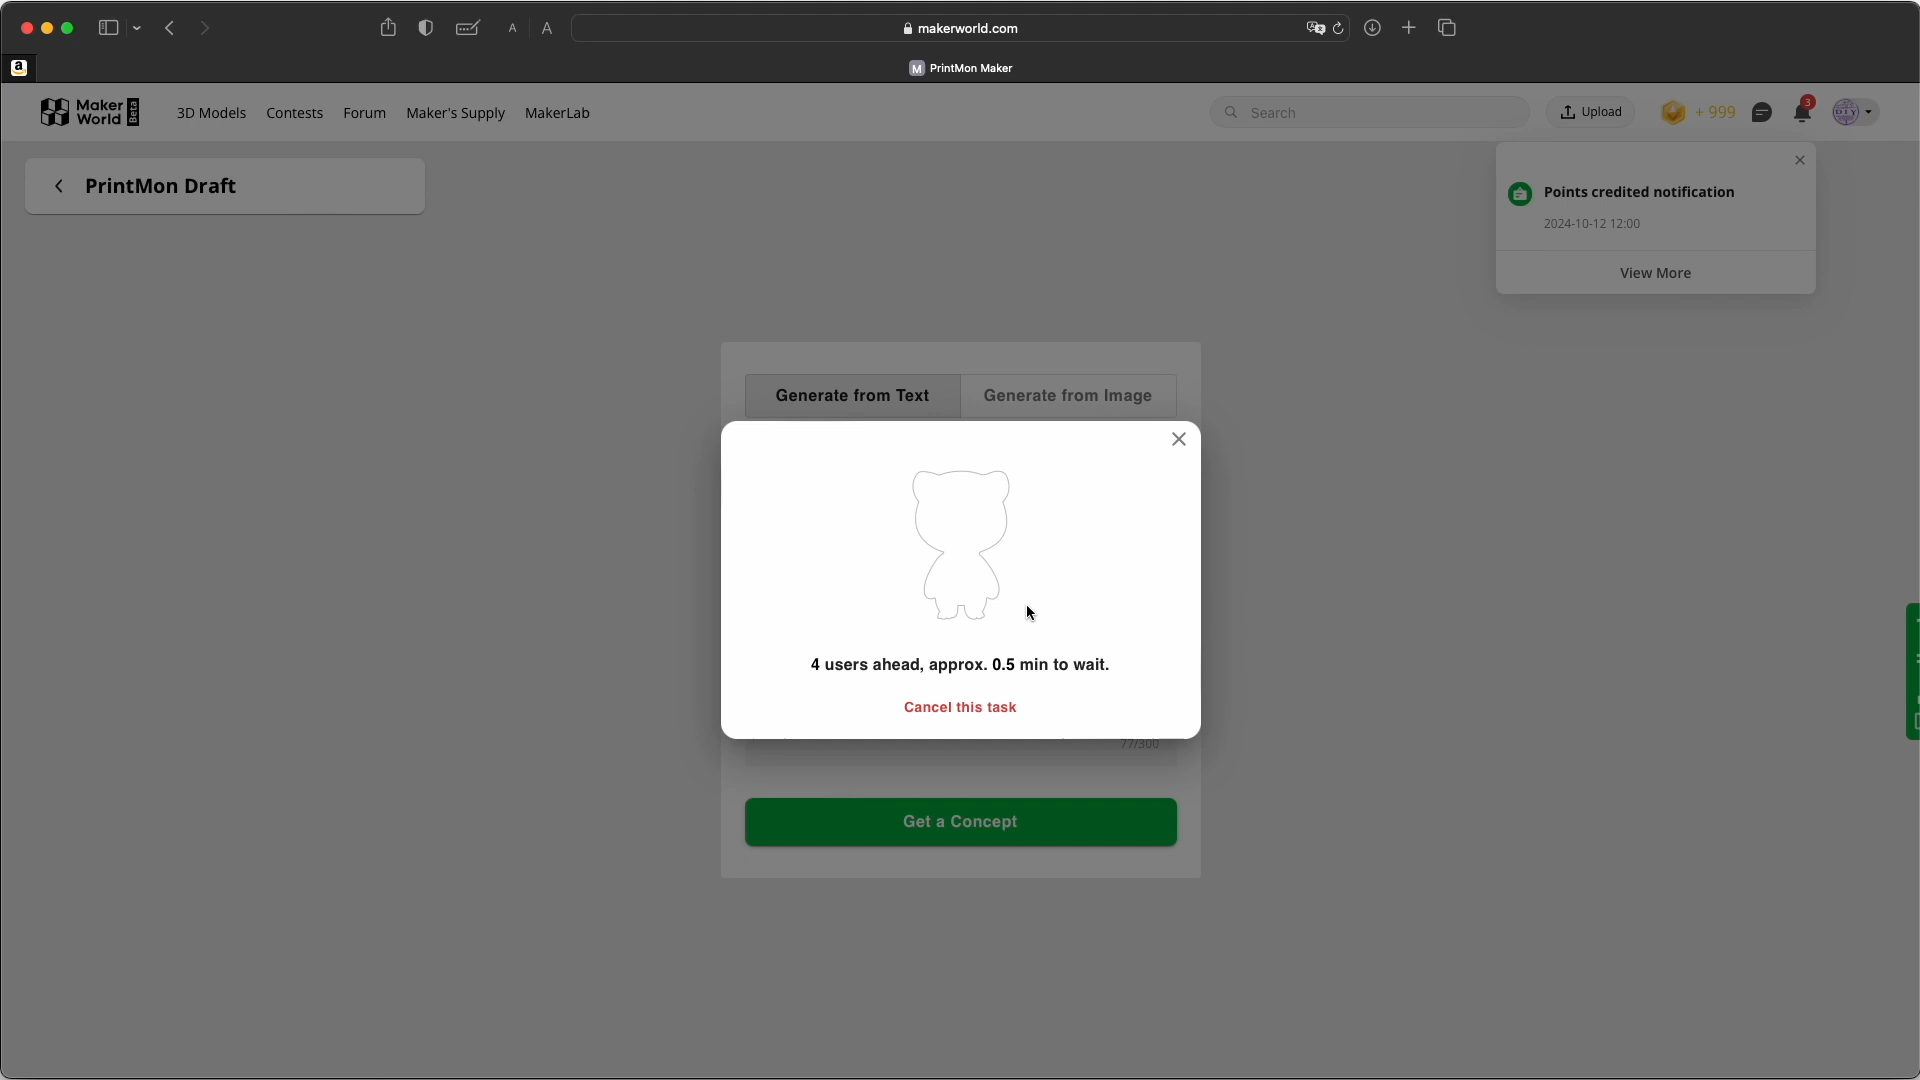 A A makerworld.com
a M PrintMon Maker
Maker World Beta 3D Models Contests Forum Maker's Supply MakerLab Search Upload + 999 3 DIY
PrintMon Draft
Points credited notification
2024-10-12 12:00
View More
Generate from Text Generate from Image
4 users ahead, approx. 0.5 min to wait.
Cancel this task
77/300
Get a Concept